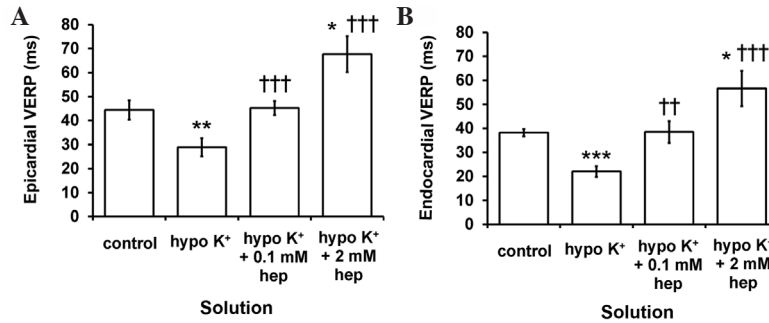 A
Epicardial VERP (ms)
80
70
60
50
40
30
20
10
0
**
†††
* †††
control
hypo K⁺
hypo K⁺
+ 0.1 mM
hep
hypo K⁺
+ 2 mM
hep
Solution
B
Endocardial VERP (ms)
80
70
60
50
40
30
20
10
0
***
††
* †††
control
hypo K⁺
hypo K⁺
+ 0.1 mM
hep
hypo K⁺
+ 2 mM
hep
Solution